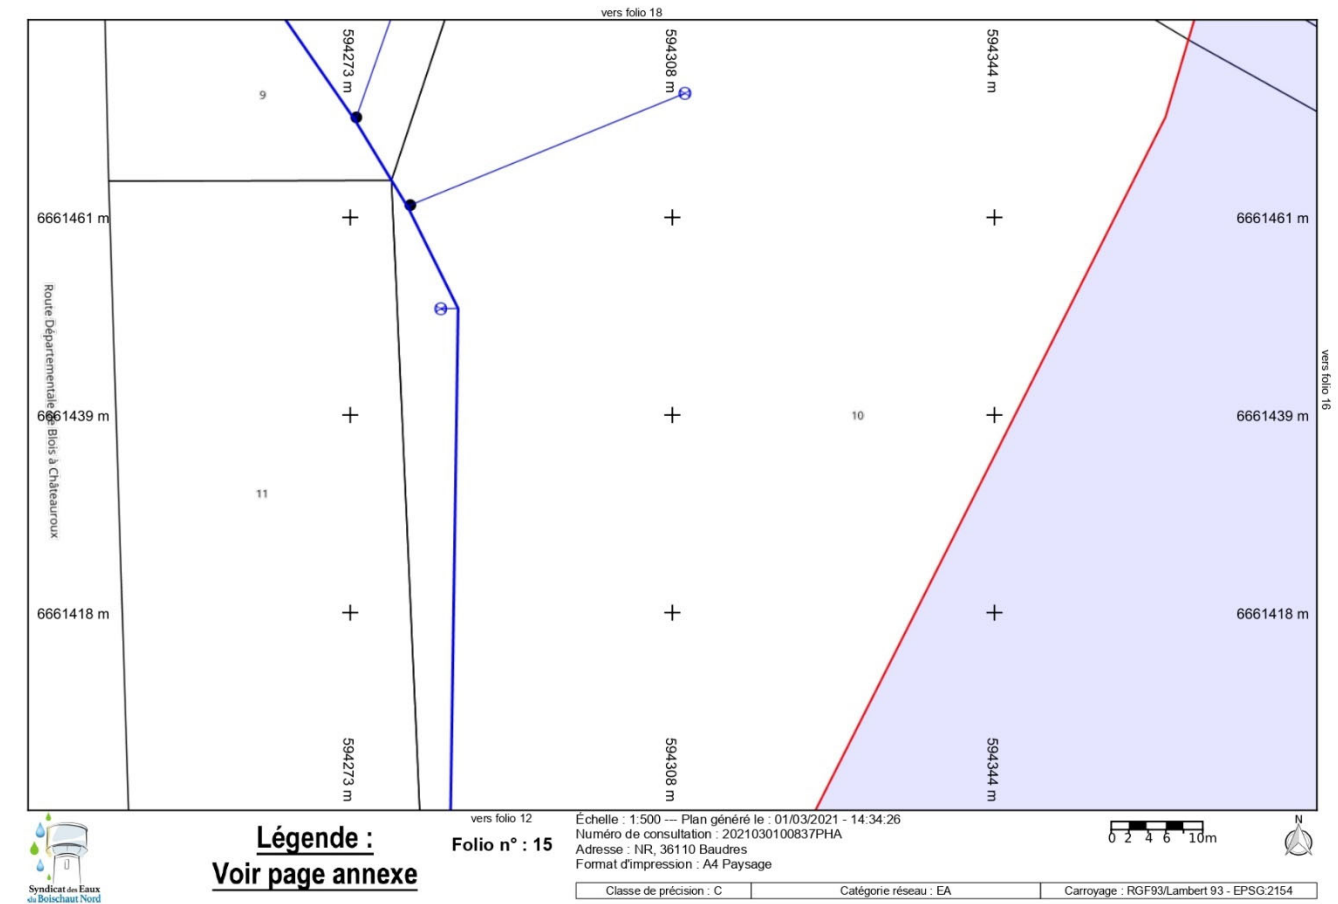 vers folio 18
594273 m
594308 m
594344 m
9
6661461 m
6661461 m
Route Départementale de Blois à Châteauroux
vers folio 16
6661439 m
10
6661439 m
11
6661418 m
6661418 m
594273 m
594308 m
594344 m
vers folio 12
Légende :
Voir page annexe
Folio n° : 15
Échelle : 1:500 --- Plan généré le : 01/03/2021 - 14:34:26
Numéro de consultation : 2021030100837PHA
Adresse : NR, 36110 Baudres
Format d'impression : A4 Paysage
Classe de précision : C
Catégorie réseau : EA
Carroyage : RGF93/Lambert 93 - EPSG:2154
0 2 4 6 10m
N
Syndicat des Eaux
du Boischaut Nord